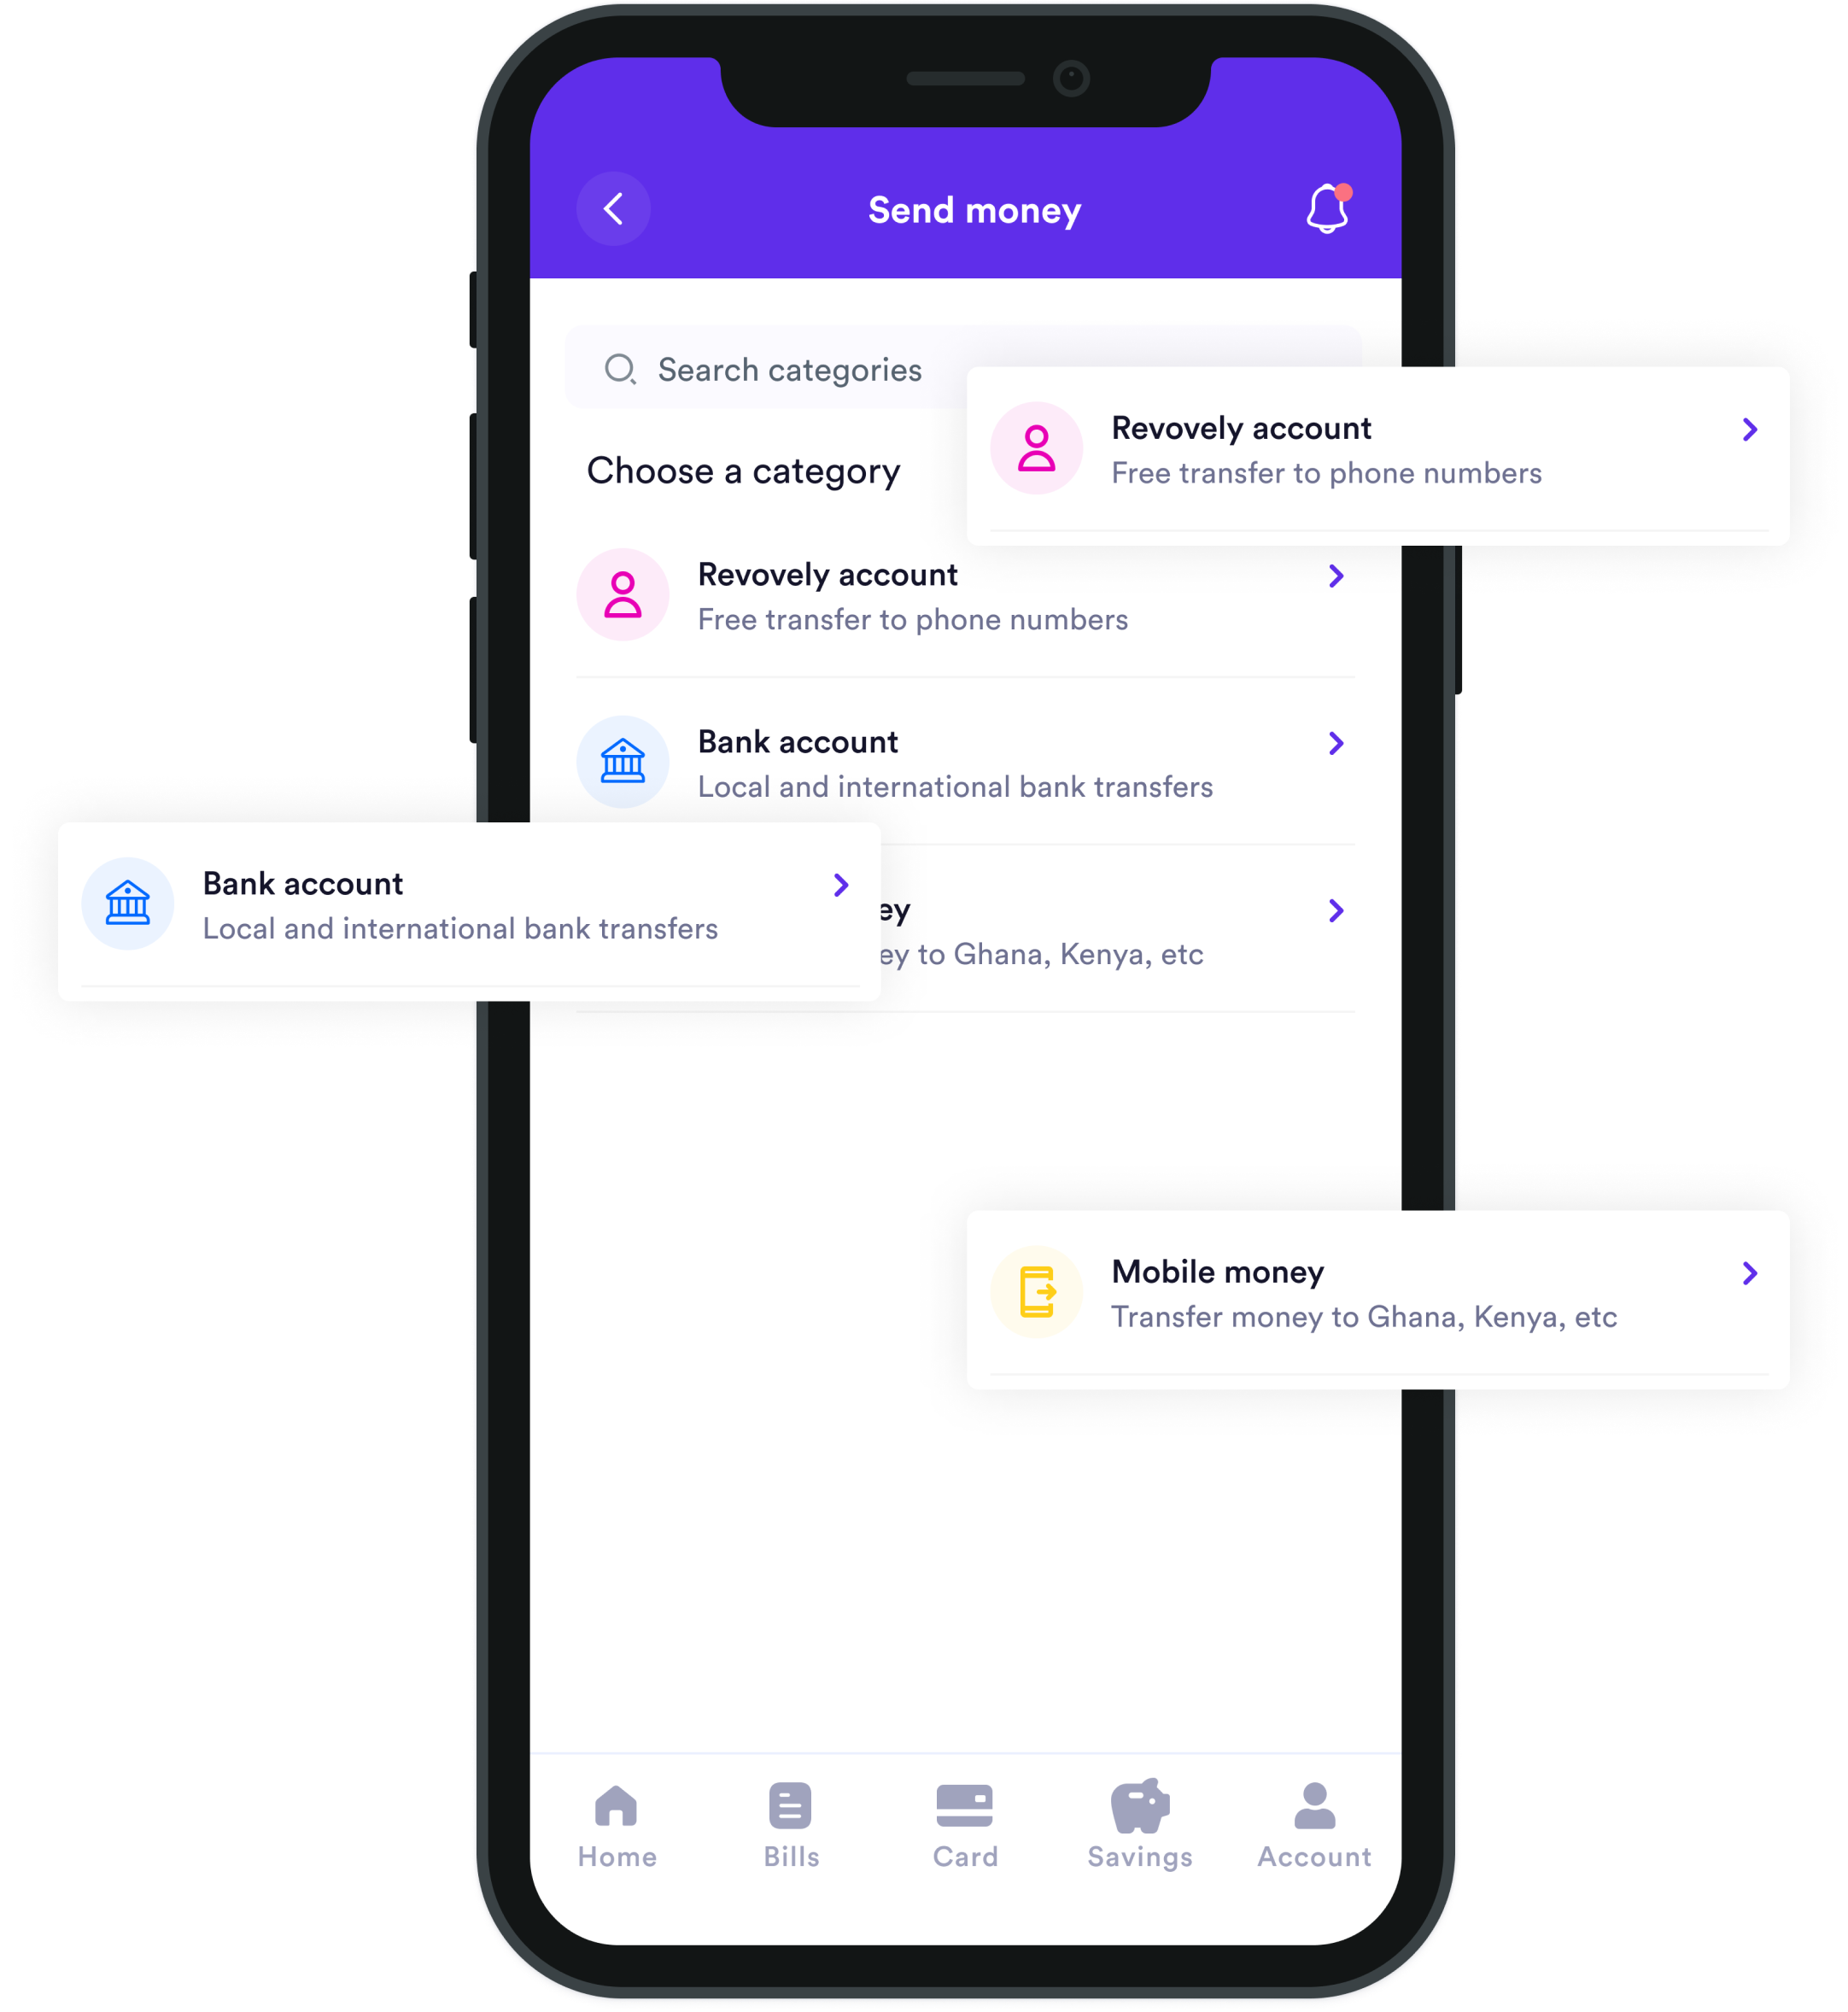 Send money
Search categories
Revovely account
Free transfer to phone numbers
Choose a category
Revovely account
Free transfer to phone numbers
Bank account
Local and international bank transfers
Bank account
Local and international bank transfers
ey
ey to Ghana, Kenya, etc
Mobile money
Transfer money to Ghana, Kenya, etc
Home
Bills
Card
Savings
Account